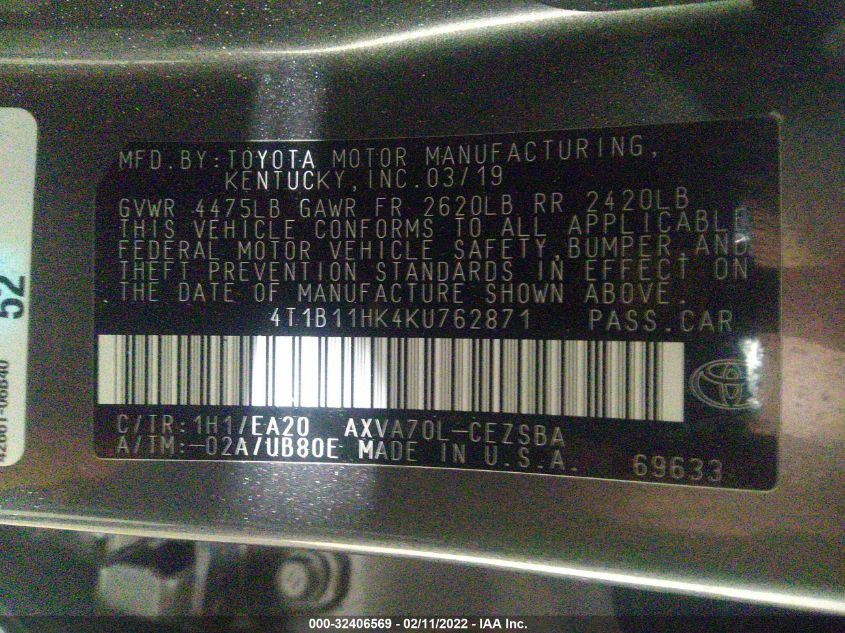 MFD.BY:TOYOTA MOTOR MANUFACTURING,
KENTUCKY,INC.03/19
GVWR 4475LB GAWR FR 2620LB RR 2420LB
THIS VEHICLE CONFORMS TO ALL APPLICABLE
FEDERAL MOTOR VEHICLE SAFETY,BUMPER,AND
THEFT PREVENTION STANDARDS IN EFFECT ON
THE DATE OF MANUFACTURE SHOWN ABOVE.
4T1B11HK4KU762871 PASS.CAR
C/TR:1H1/EA20 AXVA70L-CEZSBA
A/TM:-02A/UB80E MADE IN U.S.A.
69633
52
42607-06B40
000-32406569 - 02/11/2022 - IAA Inc.